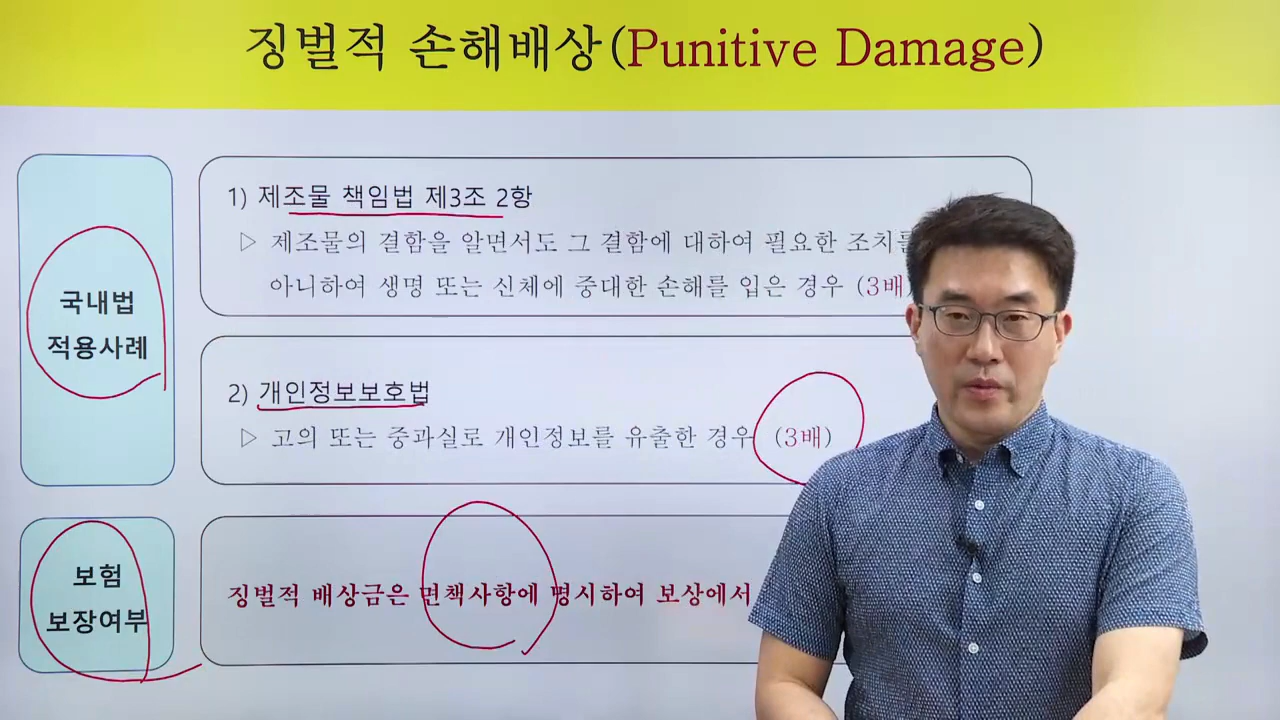 징벌적 손해배상(Punitive Damage)
국내법
적용사례
1) 제조물 책임법 제3조 2항
▷ 제조물의 결함을 알면서도 그 결함에 대하여 필요한 조치를
아니하여 생명 또는 신체에 중대한 손해를 입은 경우 (3배)
2) 개인정보보호법
▷ 고의 또는 중과실로 개인정보를 유출한 경우 (3배)
보험
보장여부
징벌적 배상금은 면책사항에 명시하여 보상에서